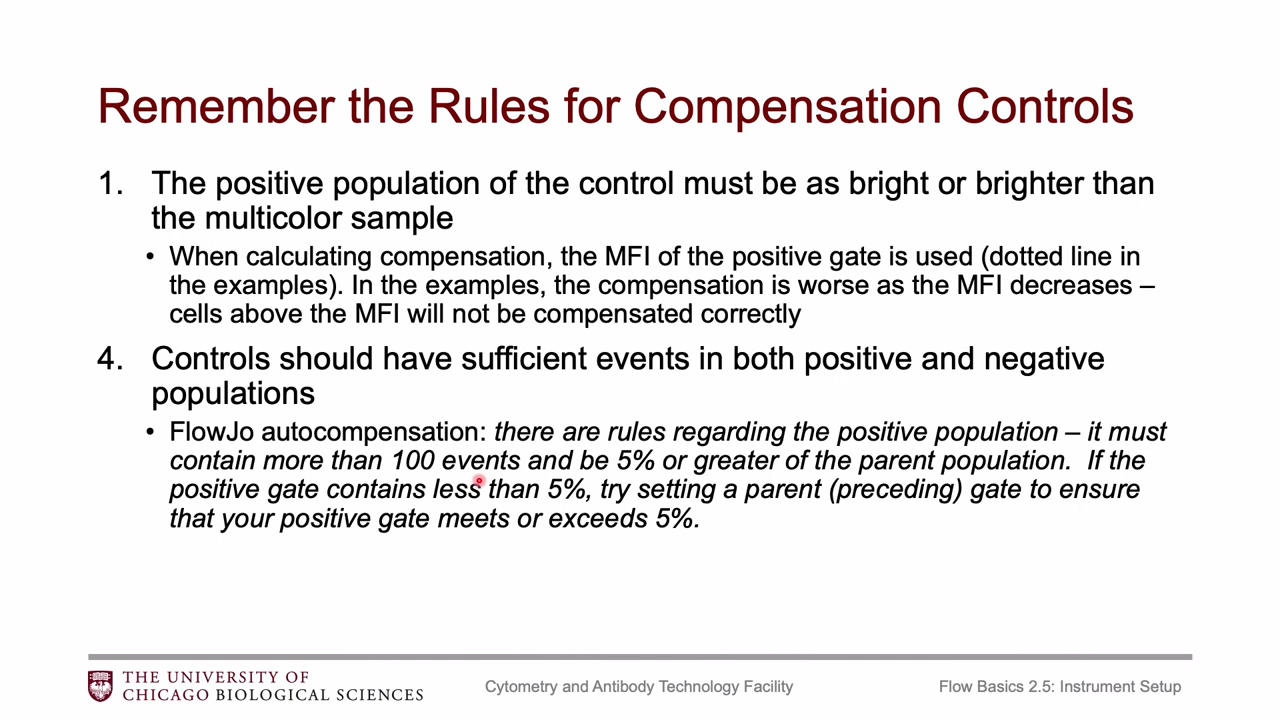 Remember the Rules for Compensation Controls
1. The positive population of the control must be as bright or brighter than
the multicolor sample
• When calculating compensation, the MFI of the positive gate is used (dotted line in
the examples). In the examples, the compensation is worse as the MFI decreases –
cells above the MFI will not be compensated correctly
4. Controls should have sufficient events in both positive and negative
populations
• FlowJo autocompensation: there are rules regarding the positive population – it must
contain more than 100 events and be 5% or greater of the parent population. If the
positive gate contains less than 5%, try setting a parent (preceding) gate to ensure
that your positive gate meets or exceeds 5%.
THE UNIVERSITY OF
CHICAGO BIOLOGICAL SCIENCES
Cytometry and Antibody Technology Facility
Flow Basics 2.5: Instrument Setup